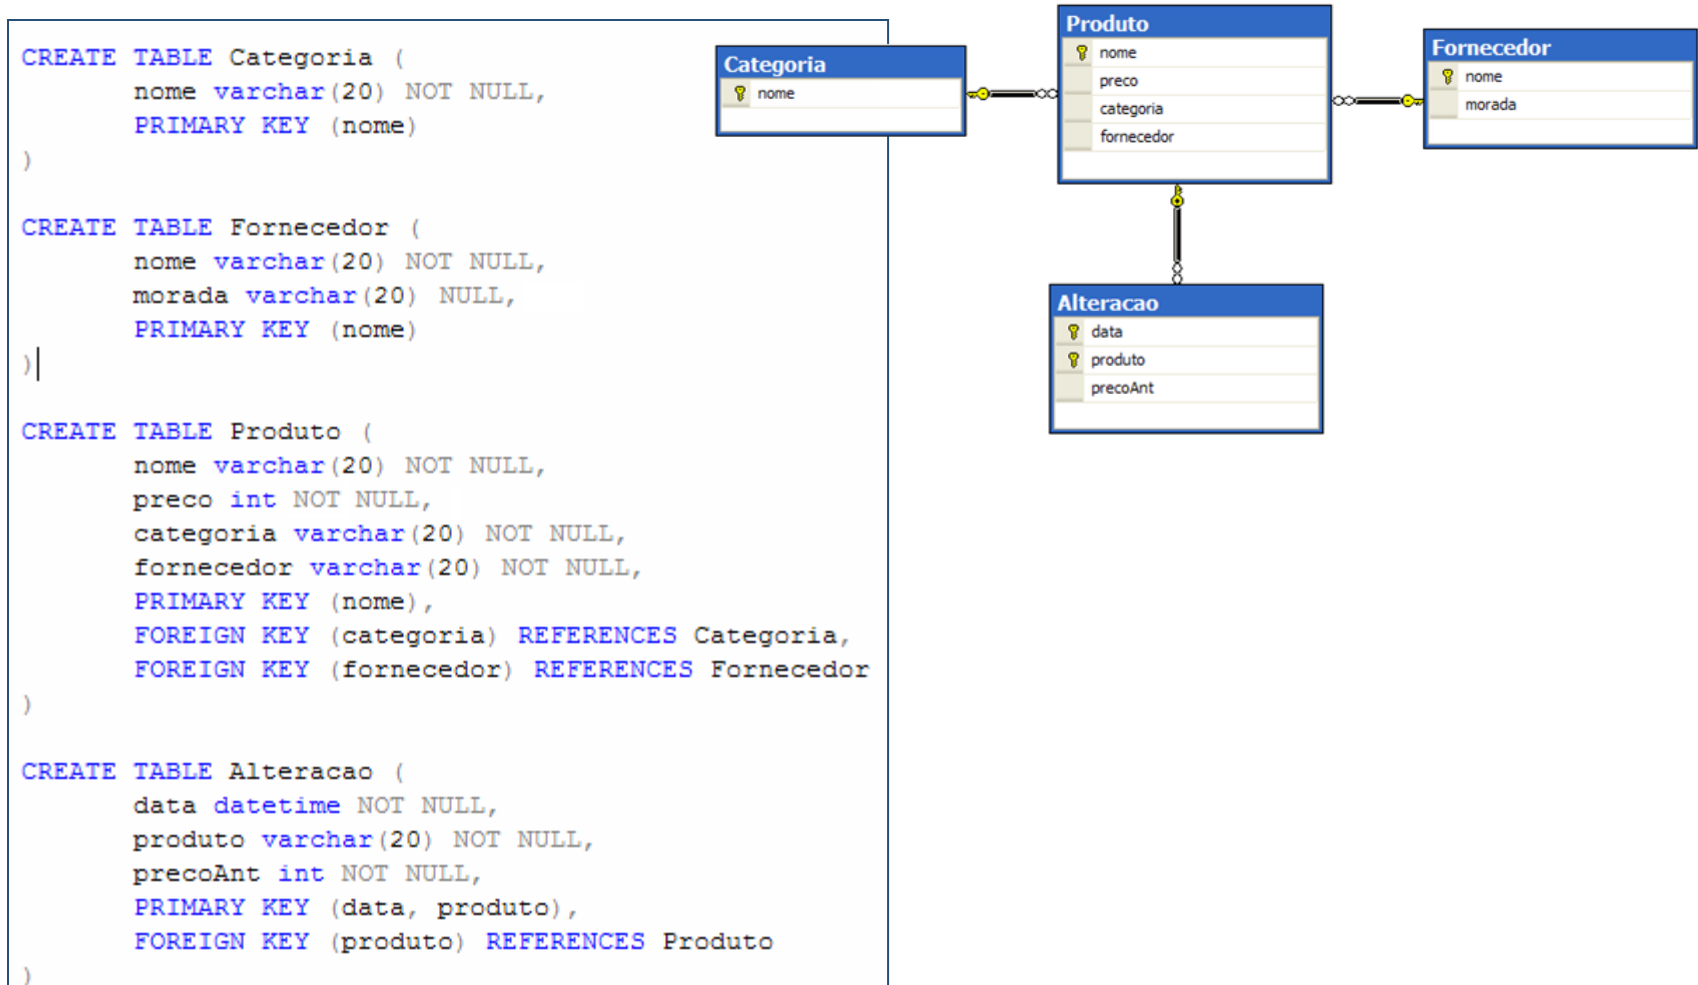 CREATE TABLE Categoria (
nome varchar(20) NOT NULL,
PRIMARY KEY (nome)
)
CREATE TABLE Fornecedor (
nome varchar(20) NOT NULL,
morada varchar(20) NULL,
PRIMARY KEY (nome)
)
CREATE TABLE Produto (
nome varchar(20) NOT NULL,
preco int NOT NULL,
categoria varchar(20) NOT NULL,
fornecedor varchar(20) NOT NULL,
PRIMARY KEY (nome),
FOREIGN KEY (categoria) REFERENCES Categoria,
FOREIGN KEY (fornecedor) REFERENCES Fornecedor
)
CREATE TABLE Alteracao (
data datetime NOT NULL,
produto varchar(20) NOT NULL,
precoAnt int NOT NULL,
PRIMARY KEY (data, produto),
FOREIGN KEY (produto) REFERENCES Produto
)
Categoria
nome
Produto
nome
preco
categoria
fornecedor
Fornecedor
nome
morada
Alteracao
data
produto
precoAnt